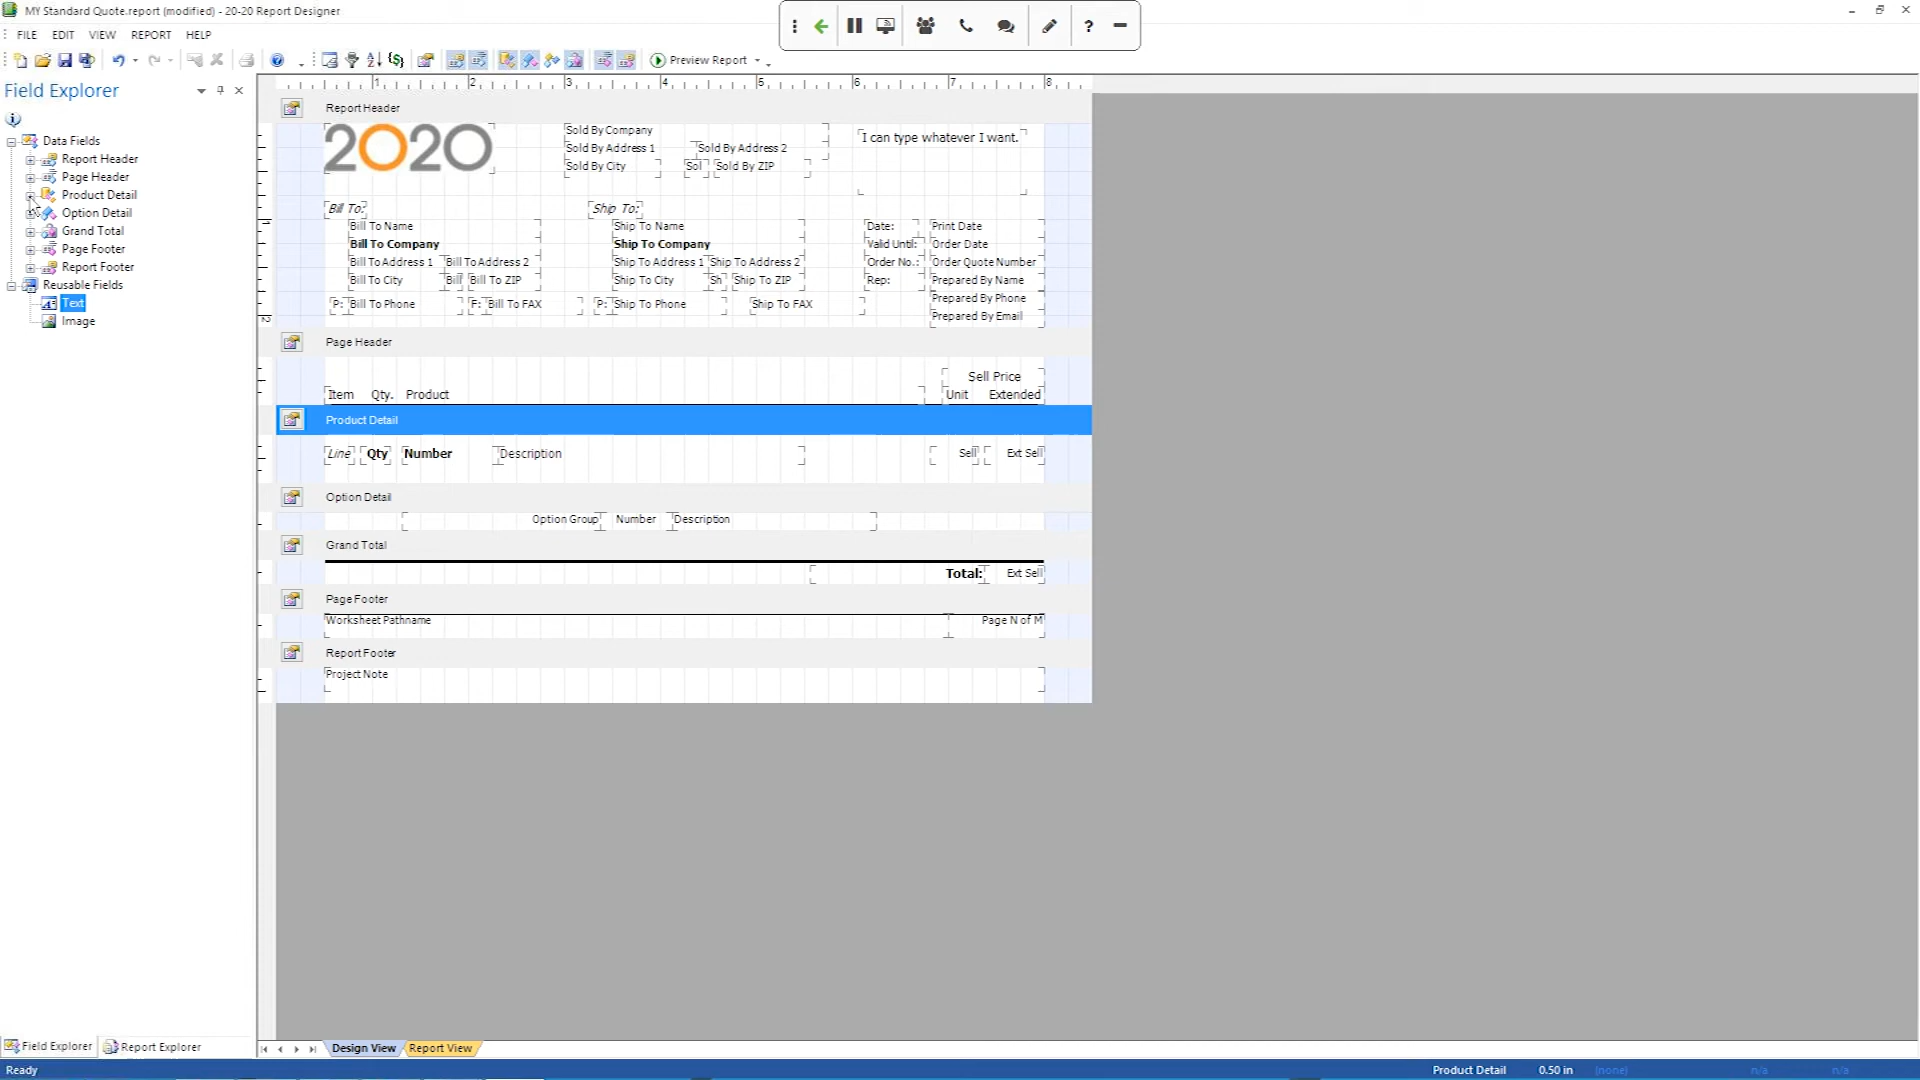 MY Standard Quote.report (modified) - 20-20 Report Designer
FILE EDIT VIEW REPORT HELP
Preview Report
Field Explorer
Data Fields
Report Header
Page Header
Product Detail
Option Detail
Grand Total
Page Footer
Report Footer
Reusable Fields
Text
Image
1 2 3 4 5 6 7 8
Report Header
2020
Sold By Company
Sold By Address 1 Sold By Address 2
Sold By City Sol Sold By ZIP
I can type whatever I want.
Bill To: Ship To:
Bill To Name Ship To Name Date: Print Date
Bill To Company Ship To Company Valid Until: Order Date
Bill To Address 1 Bill To Address 2 Ship To Address 1 Ship To Address 2 Order No.: Order Quote Number
Bill To City Bill Bill To ZIP Ship To City Sh Ship To ZIP Rep: Prepared By Name
P: Bill To Phone F: Bill To FAX P: Ship To Phone Ship To FAX Prepared By Phone
Prepared By Email
Page Header
Sell Price
Item Qty. Product Unit Extended
Product Detail
Line Qty Number Description Sell Ext Sell
Option Detail
Option Group Number Description
Grand Total
Total: Ext Sell
Page Footer
Worksheet Pathname Page N of M
Report Footer
Project Note
Field Explorer Report Explorer
Design View Report View
Ready Product Detail 0.50 in (none) n/a n/a